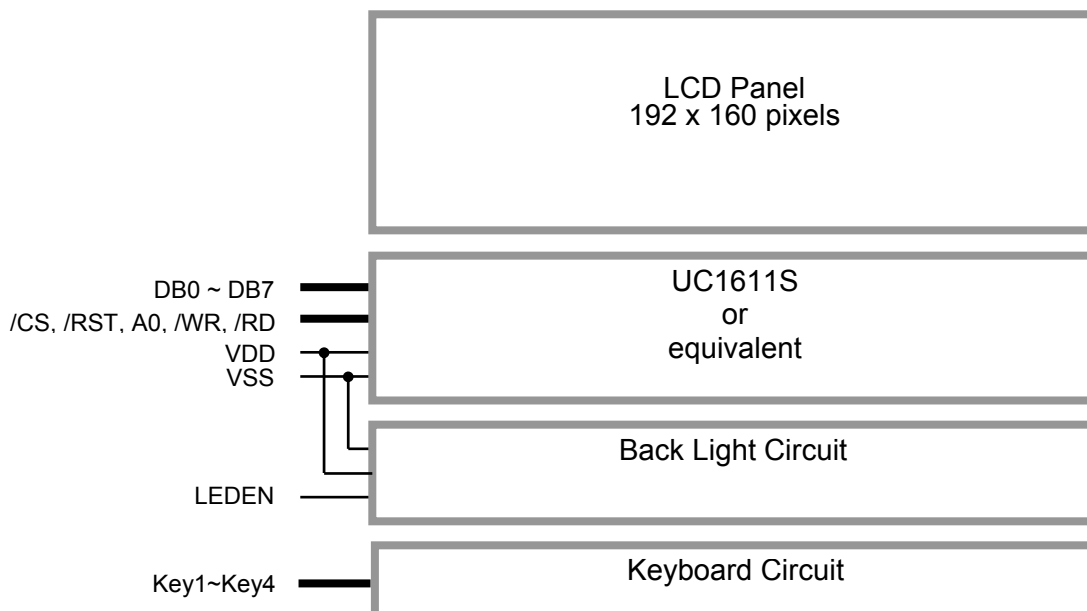 LCD Panel
192 x 160 pixels
DB0 ~ DB7
/CS, /RST, A0, /WR, /RD
VDD
VSS
UC1611S
or
equivalent
Back Light Circuit
LEDEN
Keyboard Circuit
Key1~Key4